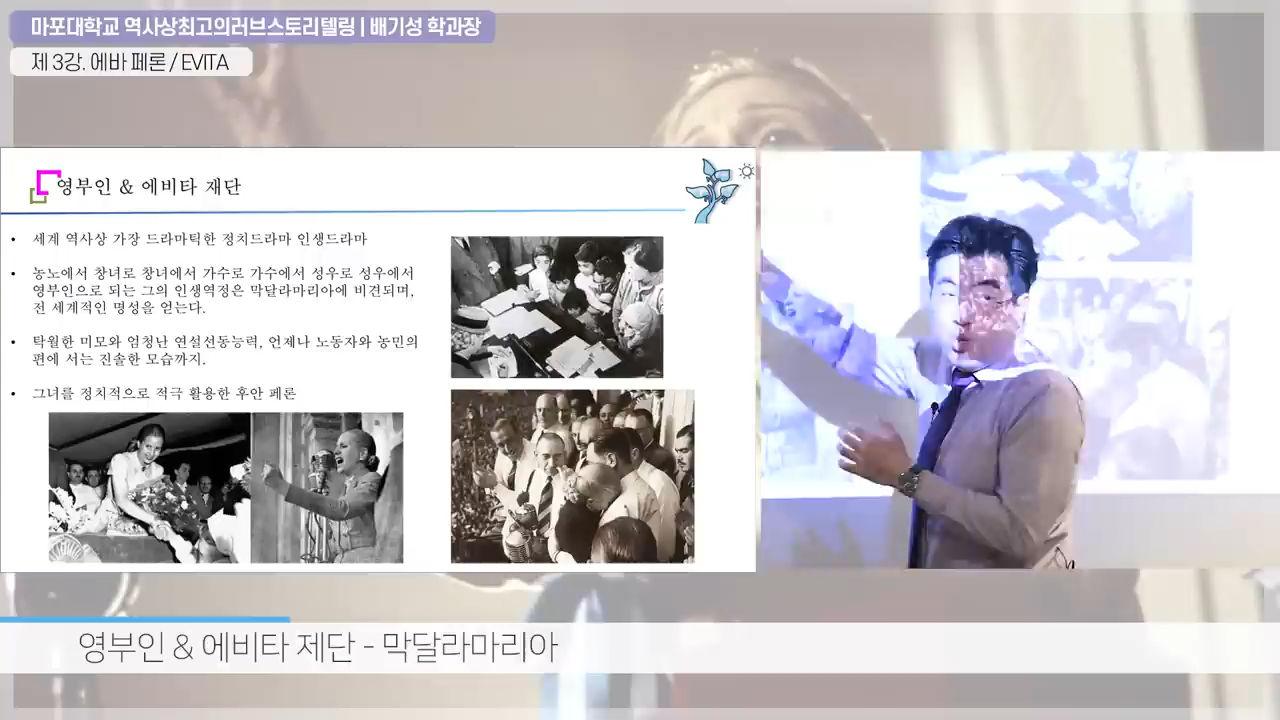 마포대학교 역사상최고의러브스토리텔링 | 배기성 학과장
제 3강. 에바 페론 / EVITA
영부인 & 에비타 재단
• 세계 역사상 가장 드라마틱한 정치드라마 인생드라마
• 농노에서 창녀로 창녀에서 가수로 가수에서 성우로 성우에서
영부인으로 되는 그의 인생역정은 막달라마리아에 비견되며,
전 세계적인 명성을 얻는다.
• 탁월한 미모와 엄청난 연설선동능력, 언제나 노동자와 농민의
편에 서는 진솔한 모습까지.
• 그녀를 정치적으로 적극 활용한 후안 페론
영부인 & 에비타 제단 - 막달라마리아